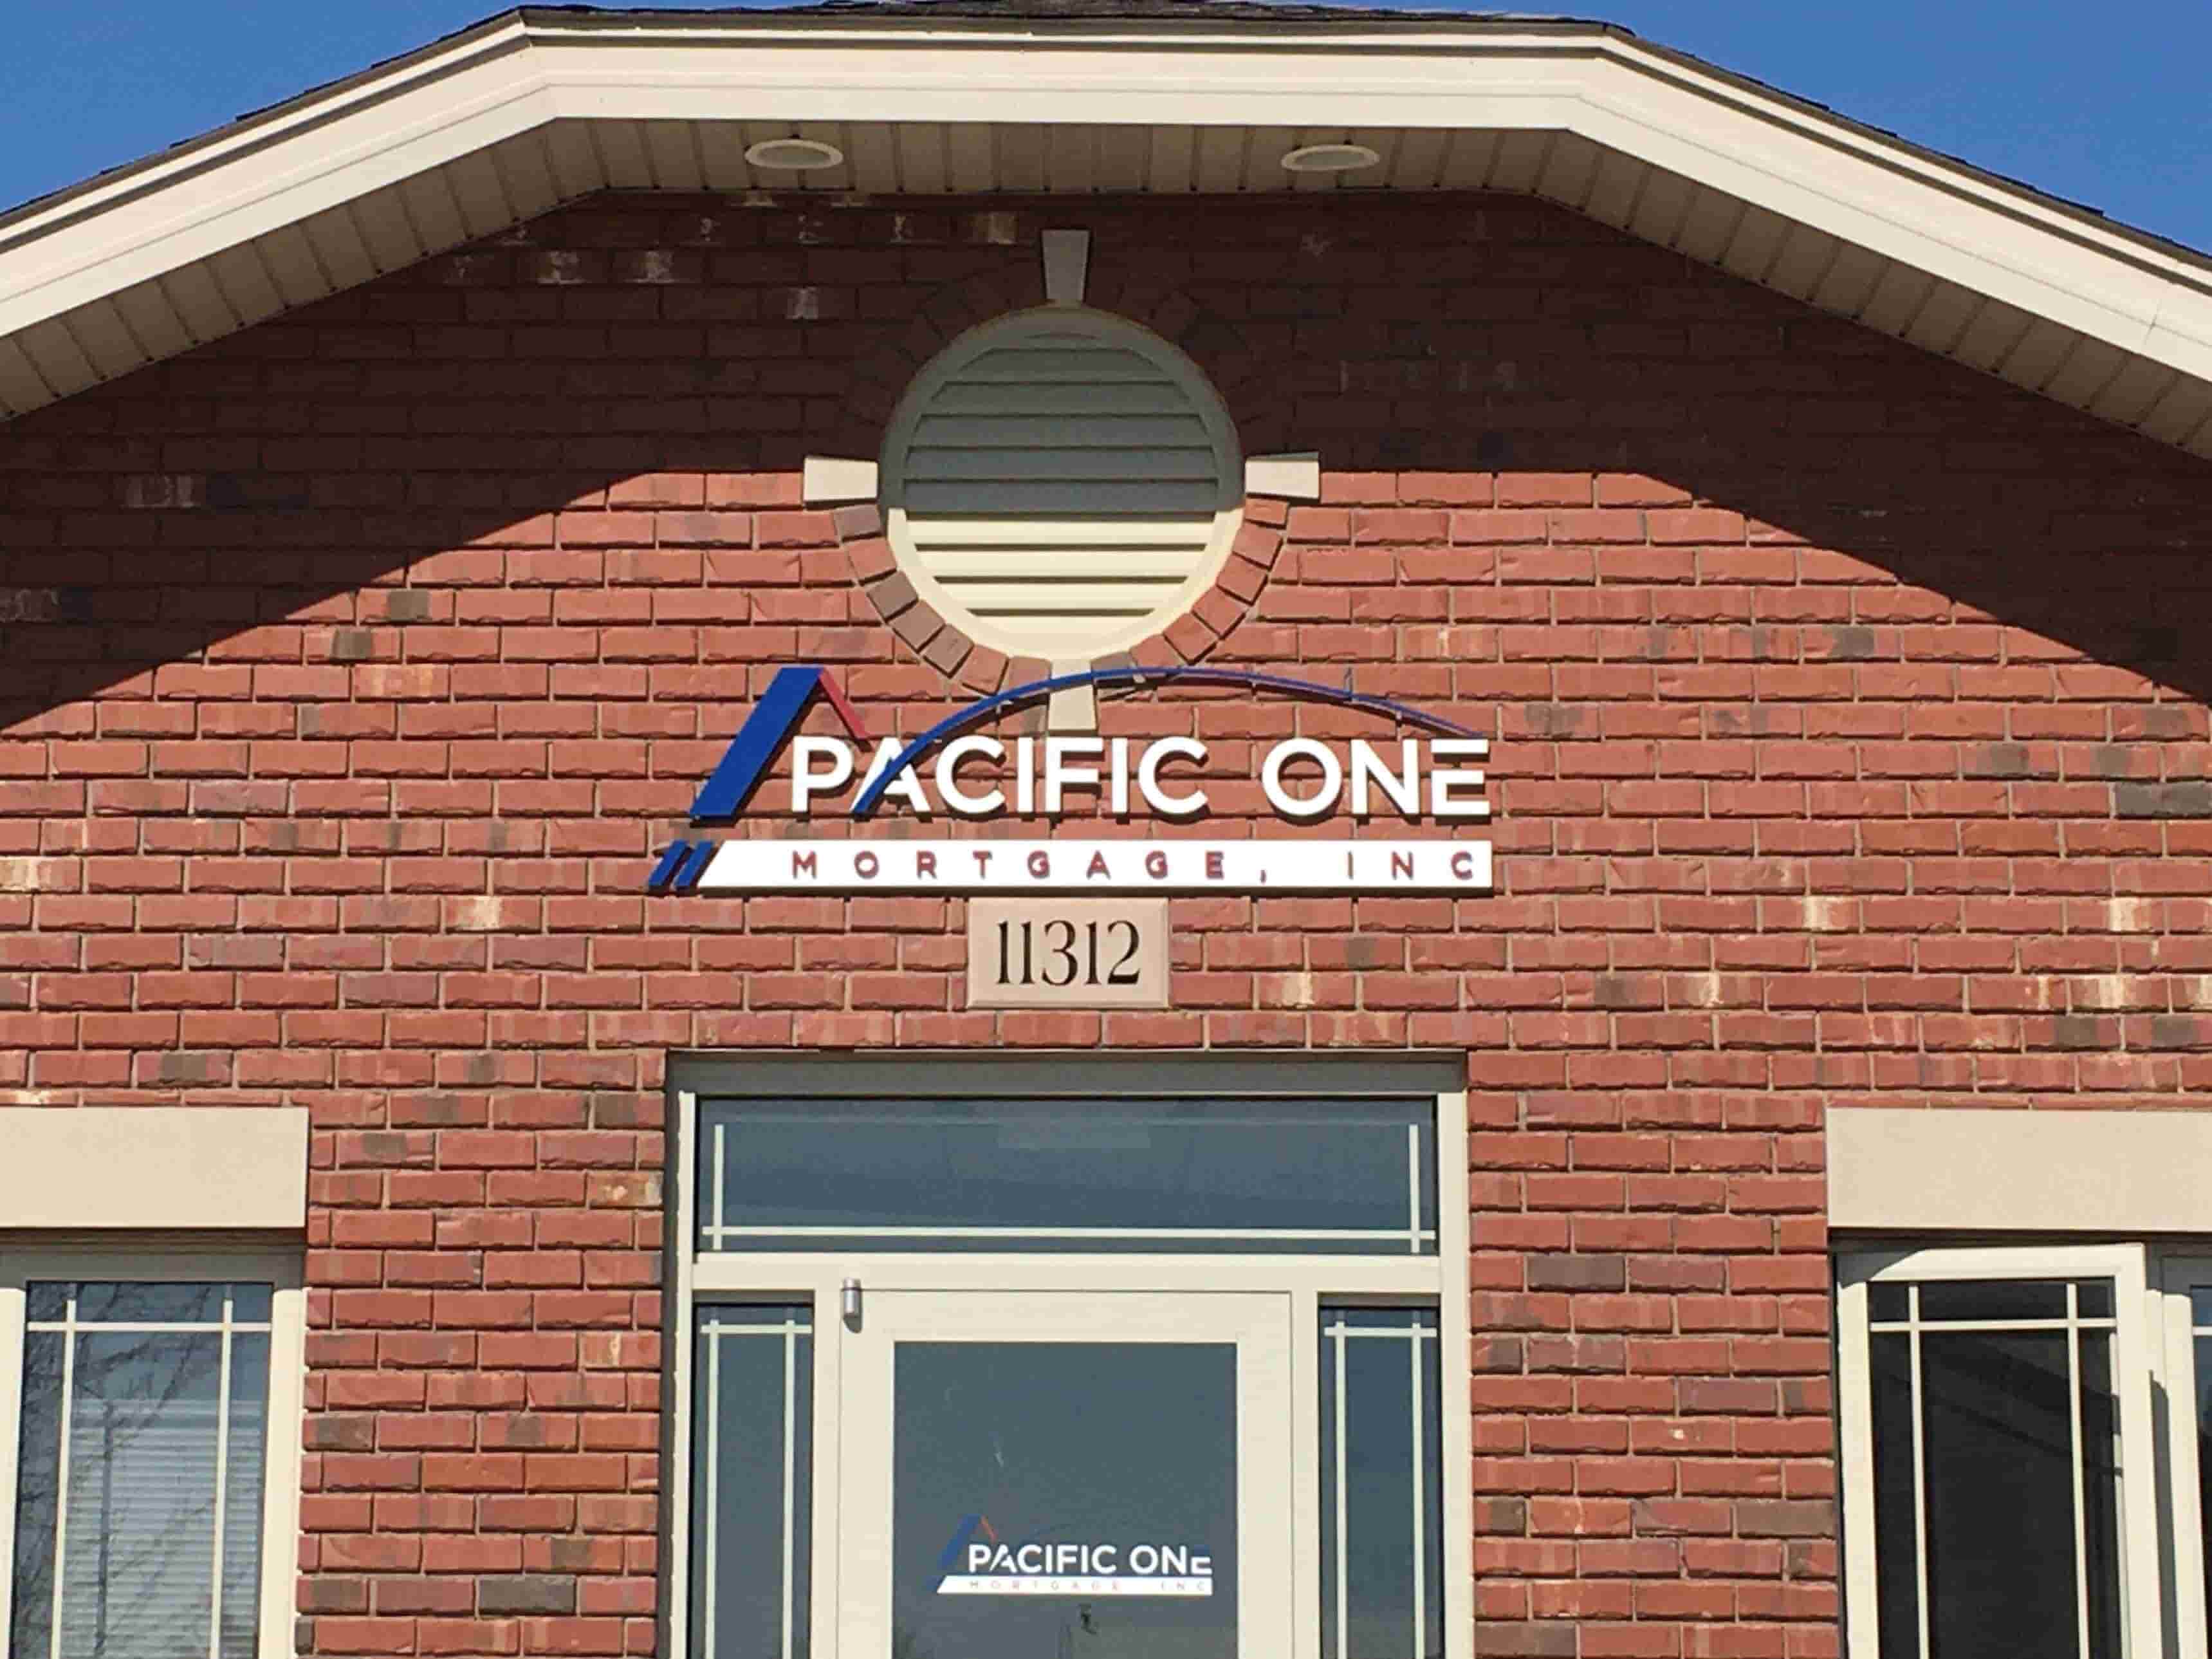 PACIFIC ONE
MORTGAGE, INC
11312
PACIFIC ONE
MORTGAGE INC